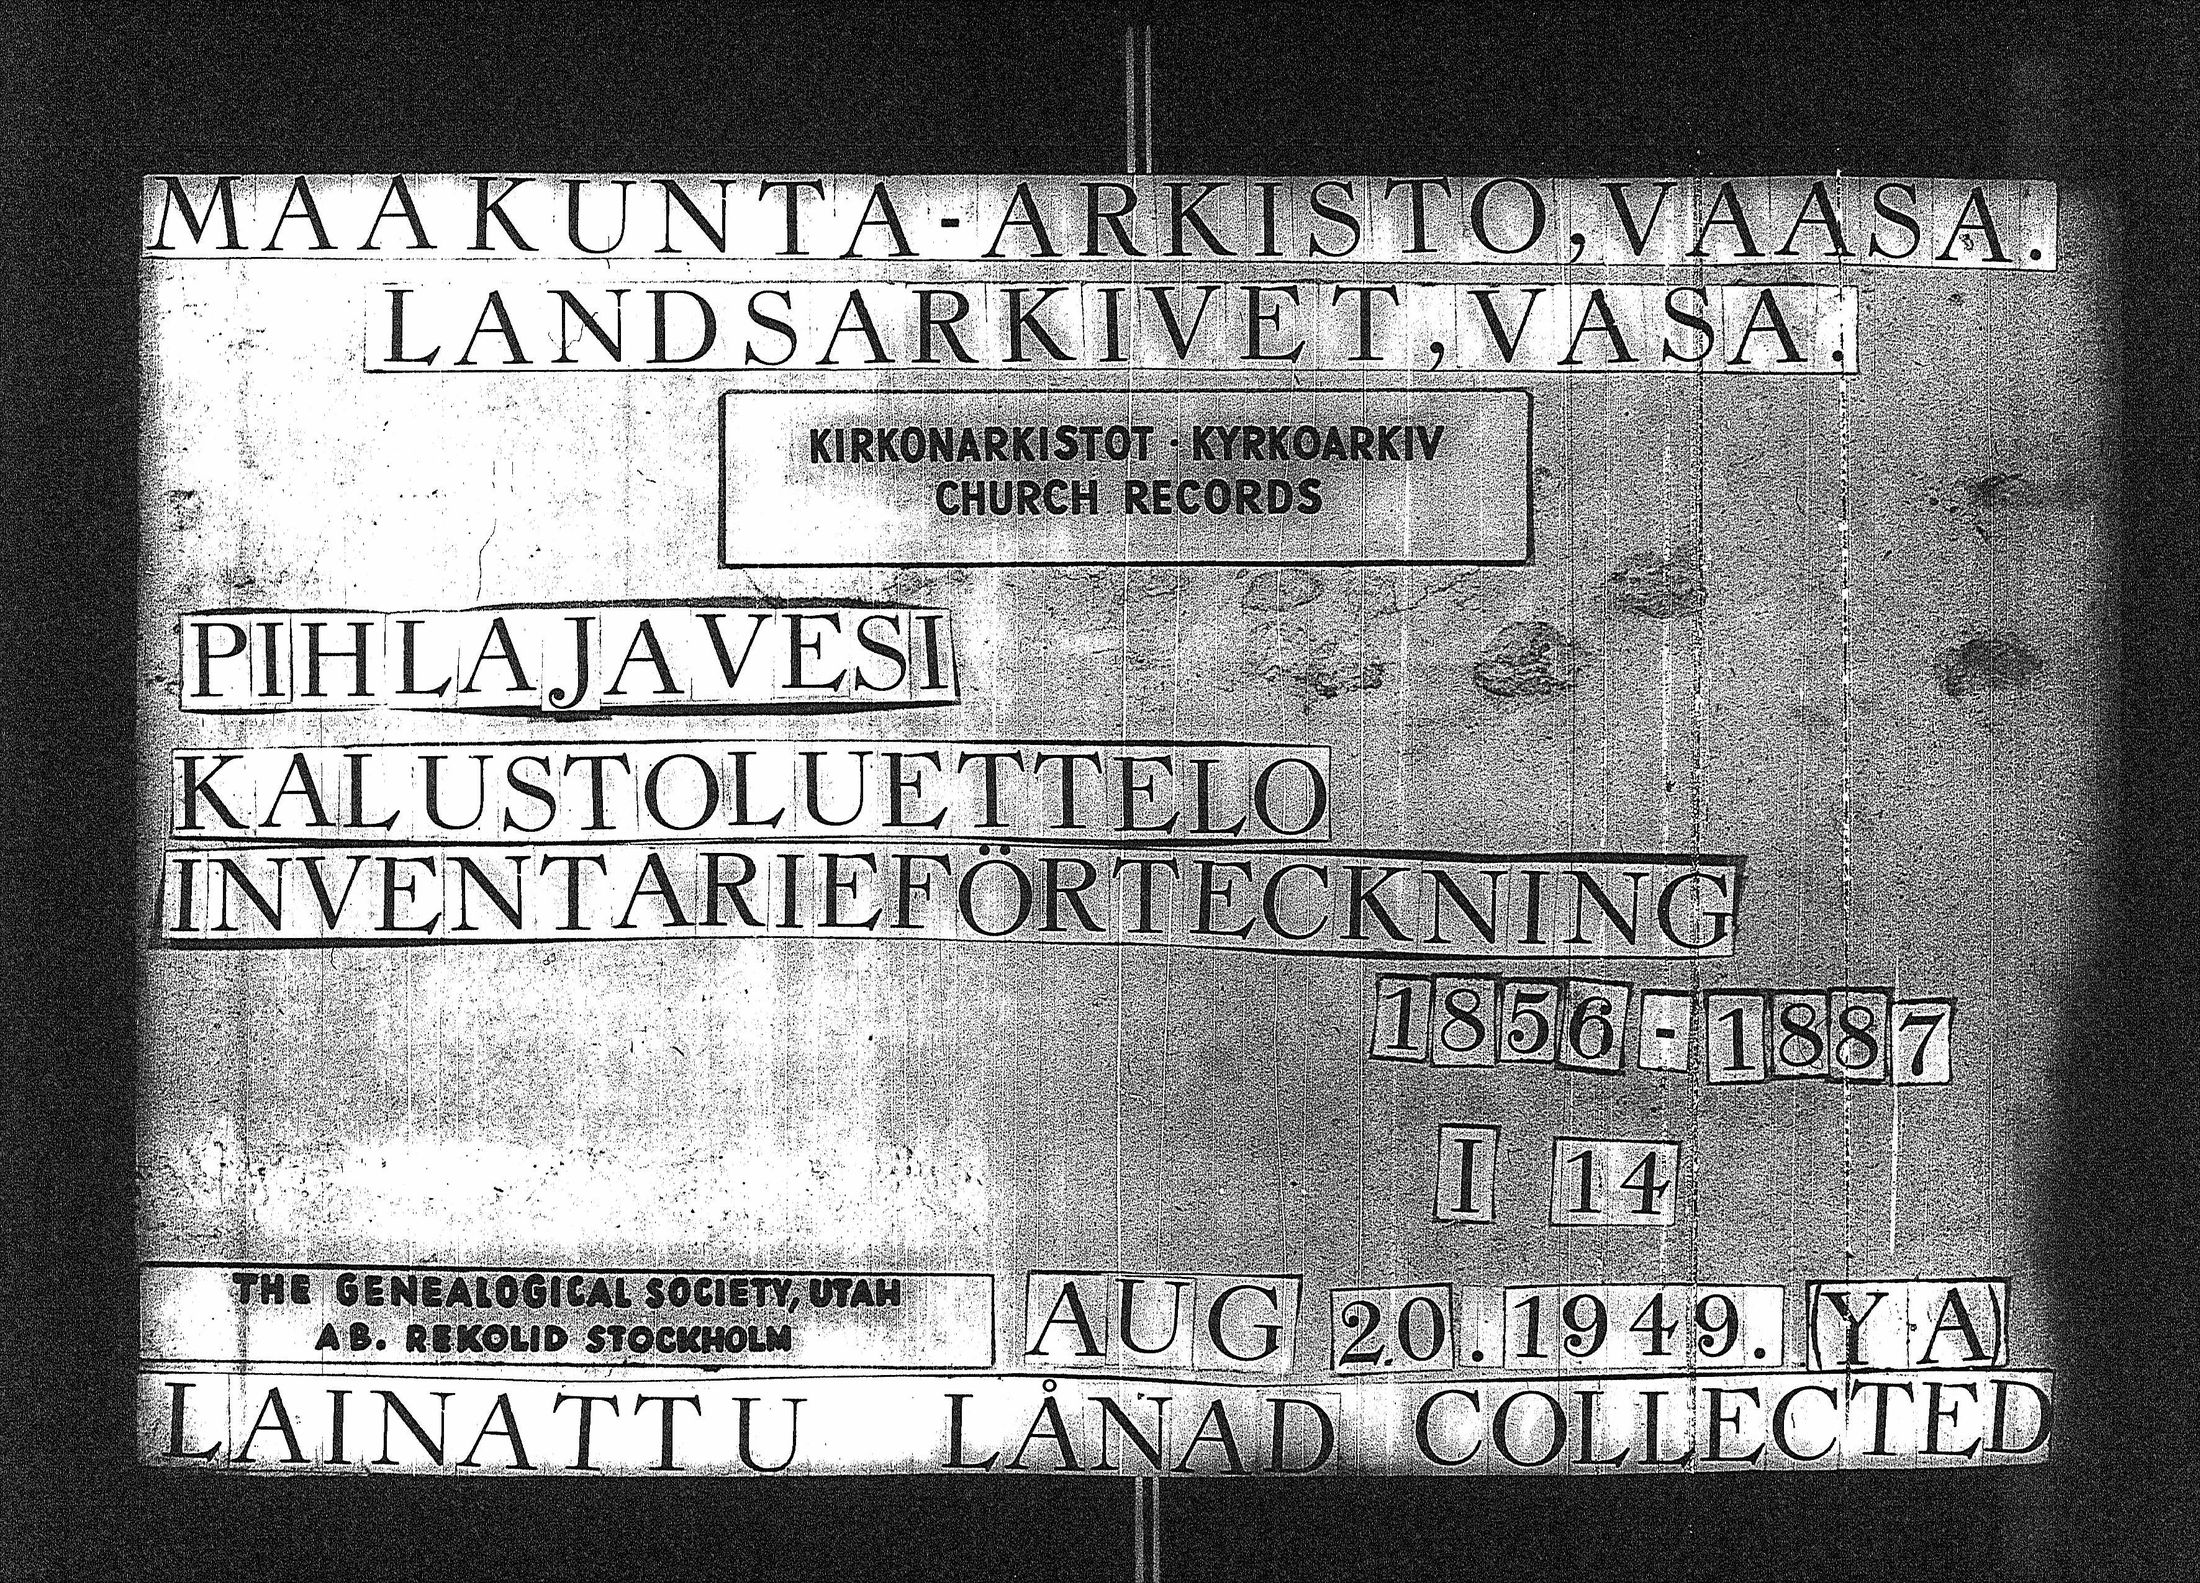 MAAKUNTA-ARKISTO, VAASA.
LANDSARKIVET, VASA.
KIRKONARKISTOT · KYRKOARKIV
CHURCH RECORDS
PIHLAJAVESI
KALUSTOLUETTELO
INVENTARIEFÖRTECKNING
1856-1887
I 14
THE GENEALOGICAL SOCIETY, UTAH
AB. REKOLID STOCKHOLM
AUG 20. 1949. (Y A)
LAINATTU LÅNAD COLLECTED